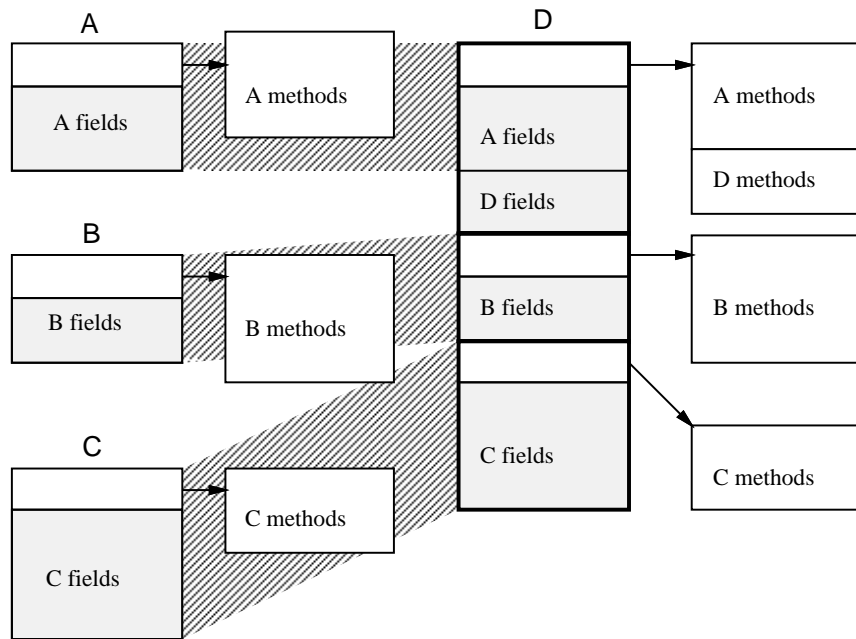 A
A fields
A methods
B
B fields
B methods
C
C fields
C methods
D
A fields
D fields
B fields
C fields
A methods
D methods
B methods
C methods